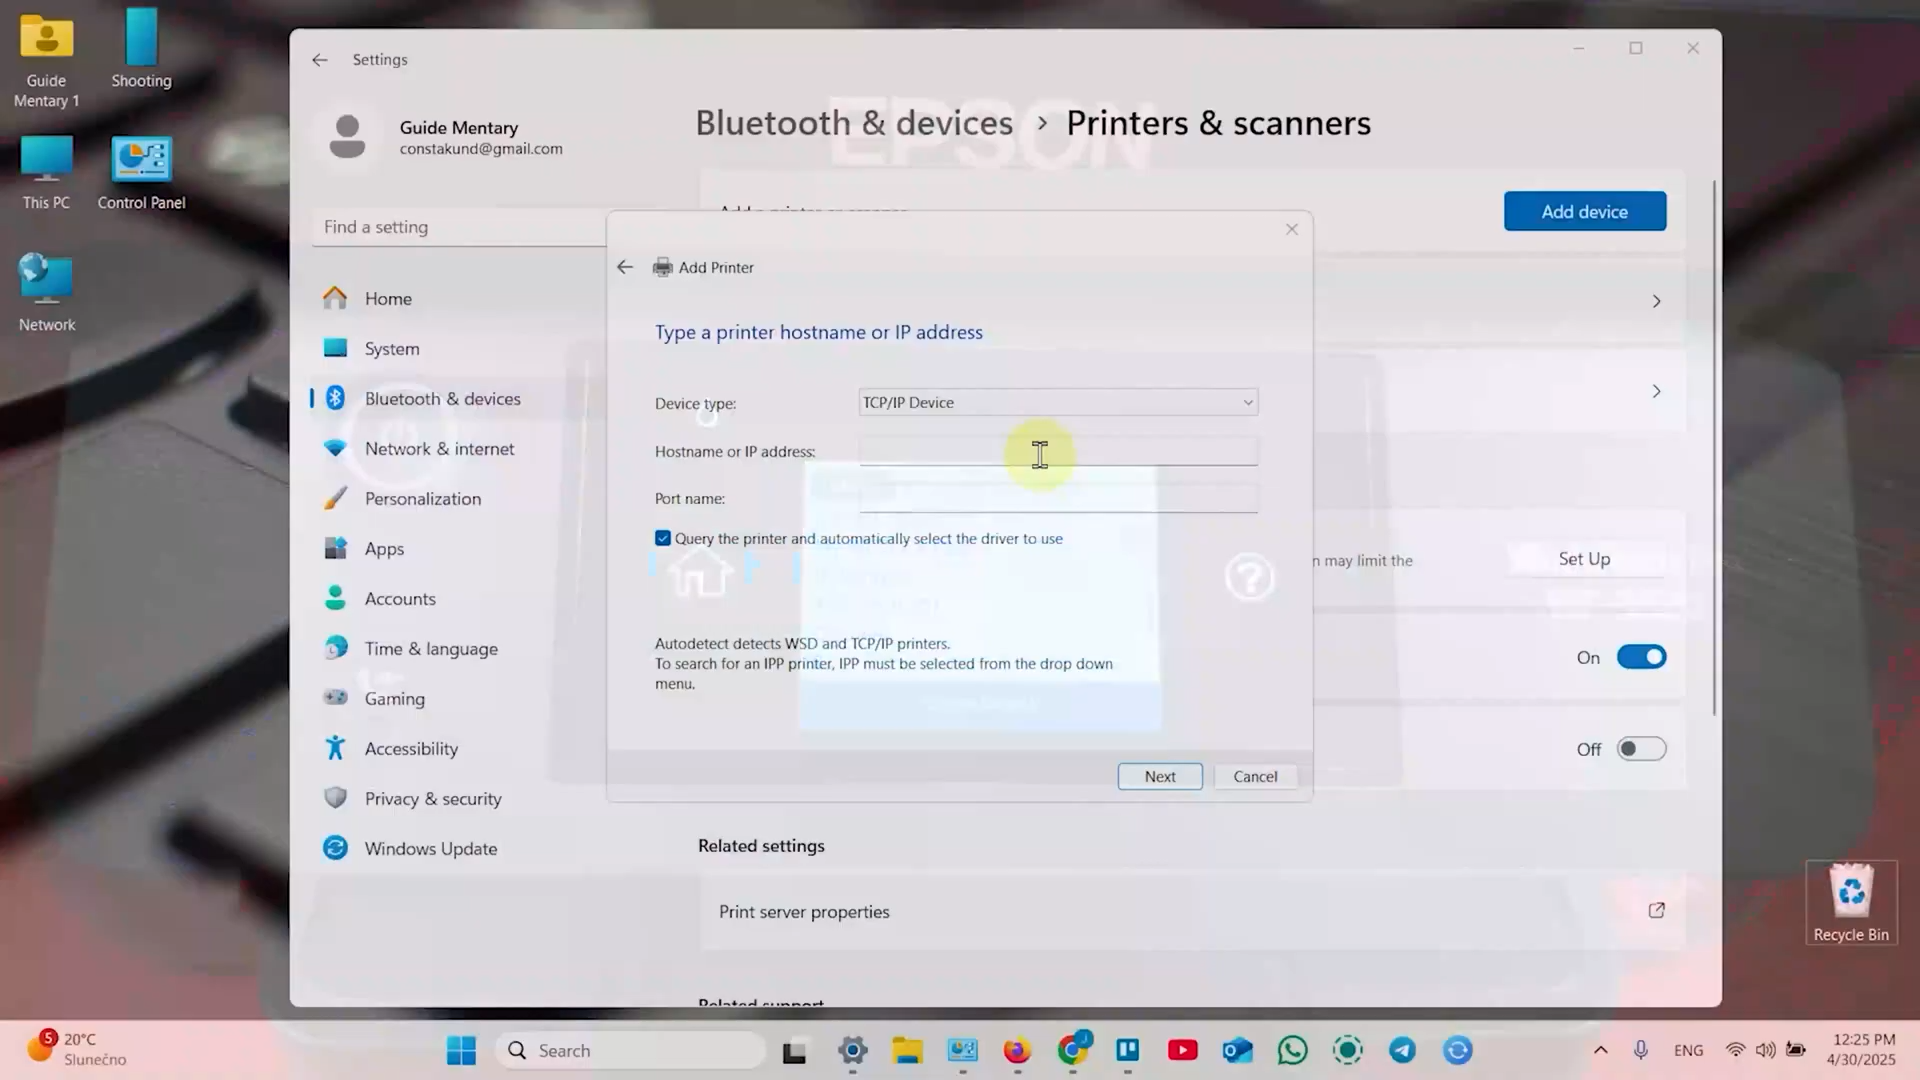 Guide
Mentary 1
Shooting
This PC
Control Panel
Network
Settings
Guide Mentary
constakund@gmail.com
Find a setting
Home
System
Bluetooth & devices
Network & internet
Personalization
Apps
Accounts
Time & language
Gaming
Accessibility
Privacy & security
Windows Update
Bluetooth & devices > Printers & scanners
EPSON
Add device
Add Printer
Type a printer hostname or IP address
Device type:
TCP/IP Device
Hostname or IP address:
Port name:
Query the printer and automatically select the driver to use
Autodetect detects WSD and TCP/IP printers.
To search for an IPP printer, IPP must be selected from the drop down
menu.
Next
Cancel
n may limit the
Set Up
On
Off
Related settings
Print server properties
Related support
Recycle Bin
5
20°C
Slunečno
Search
ENG
12:25 PM
4/30/2025